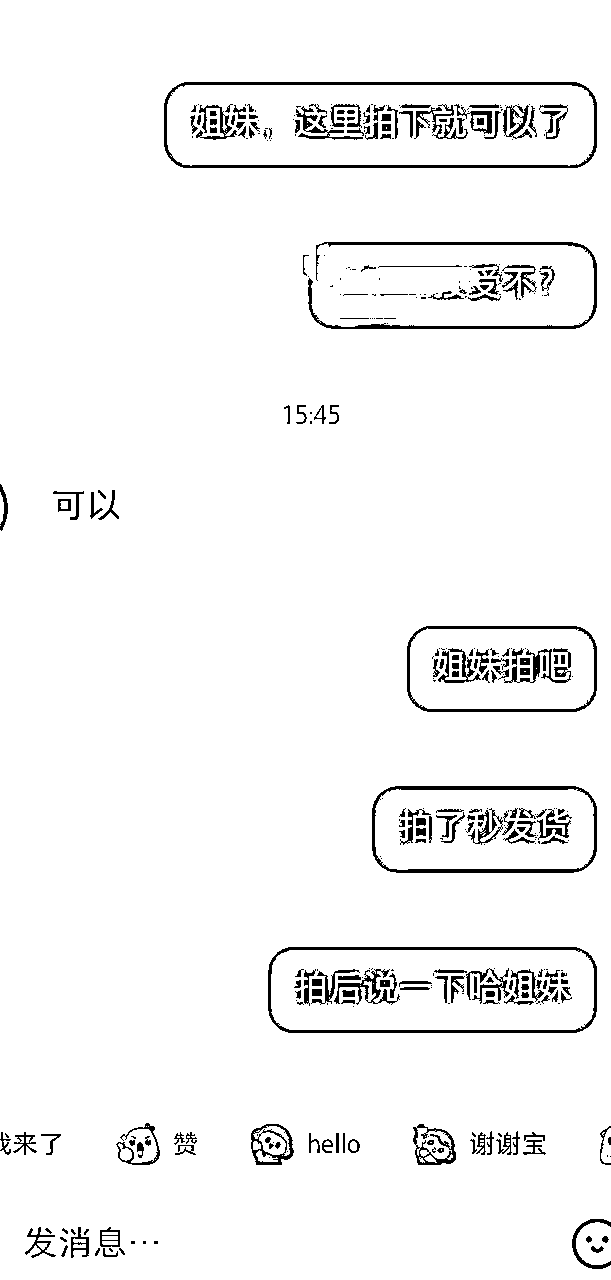 姐妹。这里拍下就可以了
受不？
15:45
可以
姐妹拍吧
拍了秒发货
拍后说一下哈姐妹
我来了 赞 hello 谢谢宝
发消息…